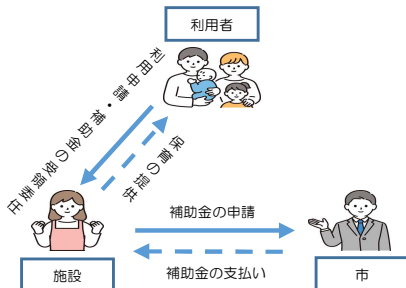 利用者
利用申請・補助金の受領委任
保育の提供
補助金の申請
補助金の支払い
施設
市